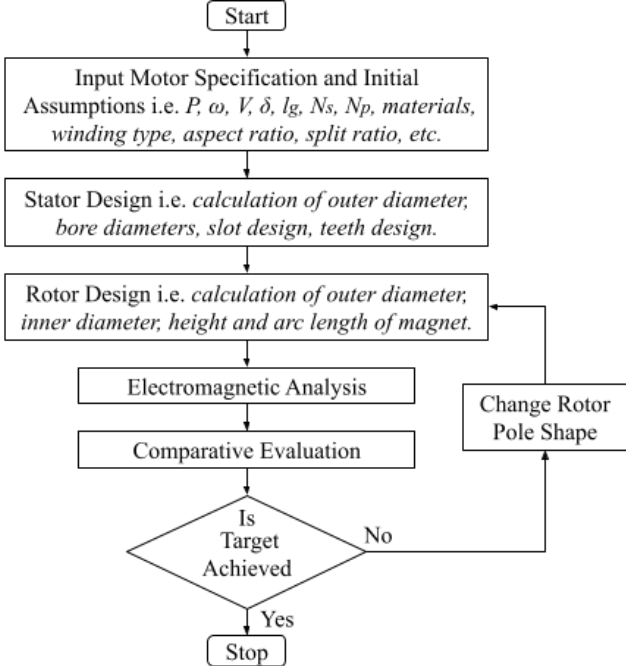 Start
Input Motor Specification and Initial
Assumptions i.e. P, ω, V, δ, lg, Ns, Np, materials,
winding type, aspect ratio, split ratio, etc.
Stator Design i.e. calculation of outer diameter,
bore diameters, slot design, teeth design.
Rotor Design i.e. calculation of outer diameter,
inner diameter, height and arc length of magnet.
Electromagnetic Analysis
Change Rotor
Pole Shape
Comparative Evaluation
Is
Target
Achieved
No
Yes
Stop